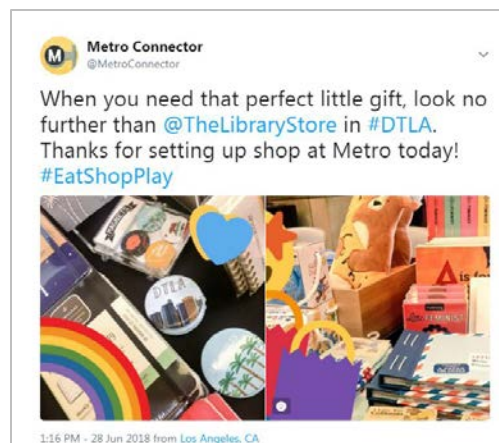 Metro Connector
@MetroConnector
When you need that perfect little gift, look no
further than @TheLibraryStore in #DTLA.
Thanks for setting up shop at Metro today!
#EatShopPlay
DTLA
A is for
FEMINIST
1:16 PM - 28 Jun 2018 from Los Angeles, CA